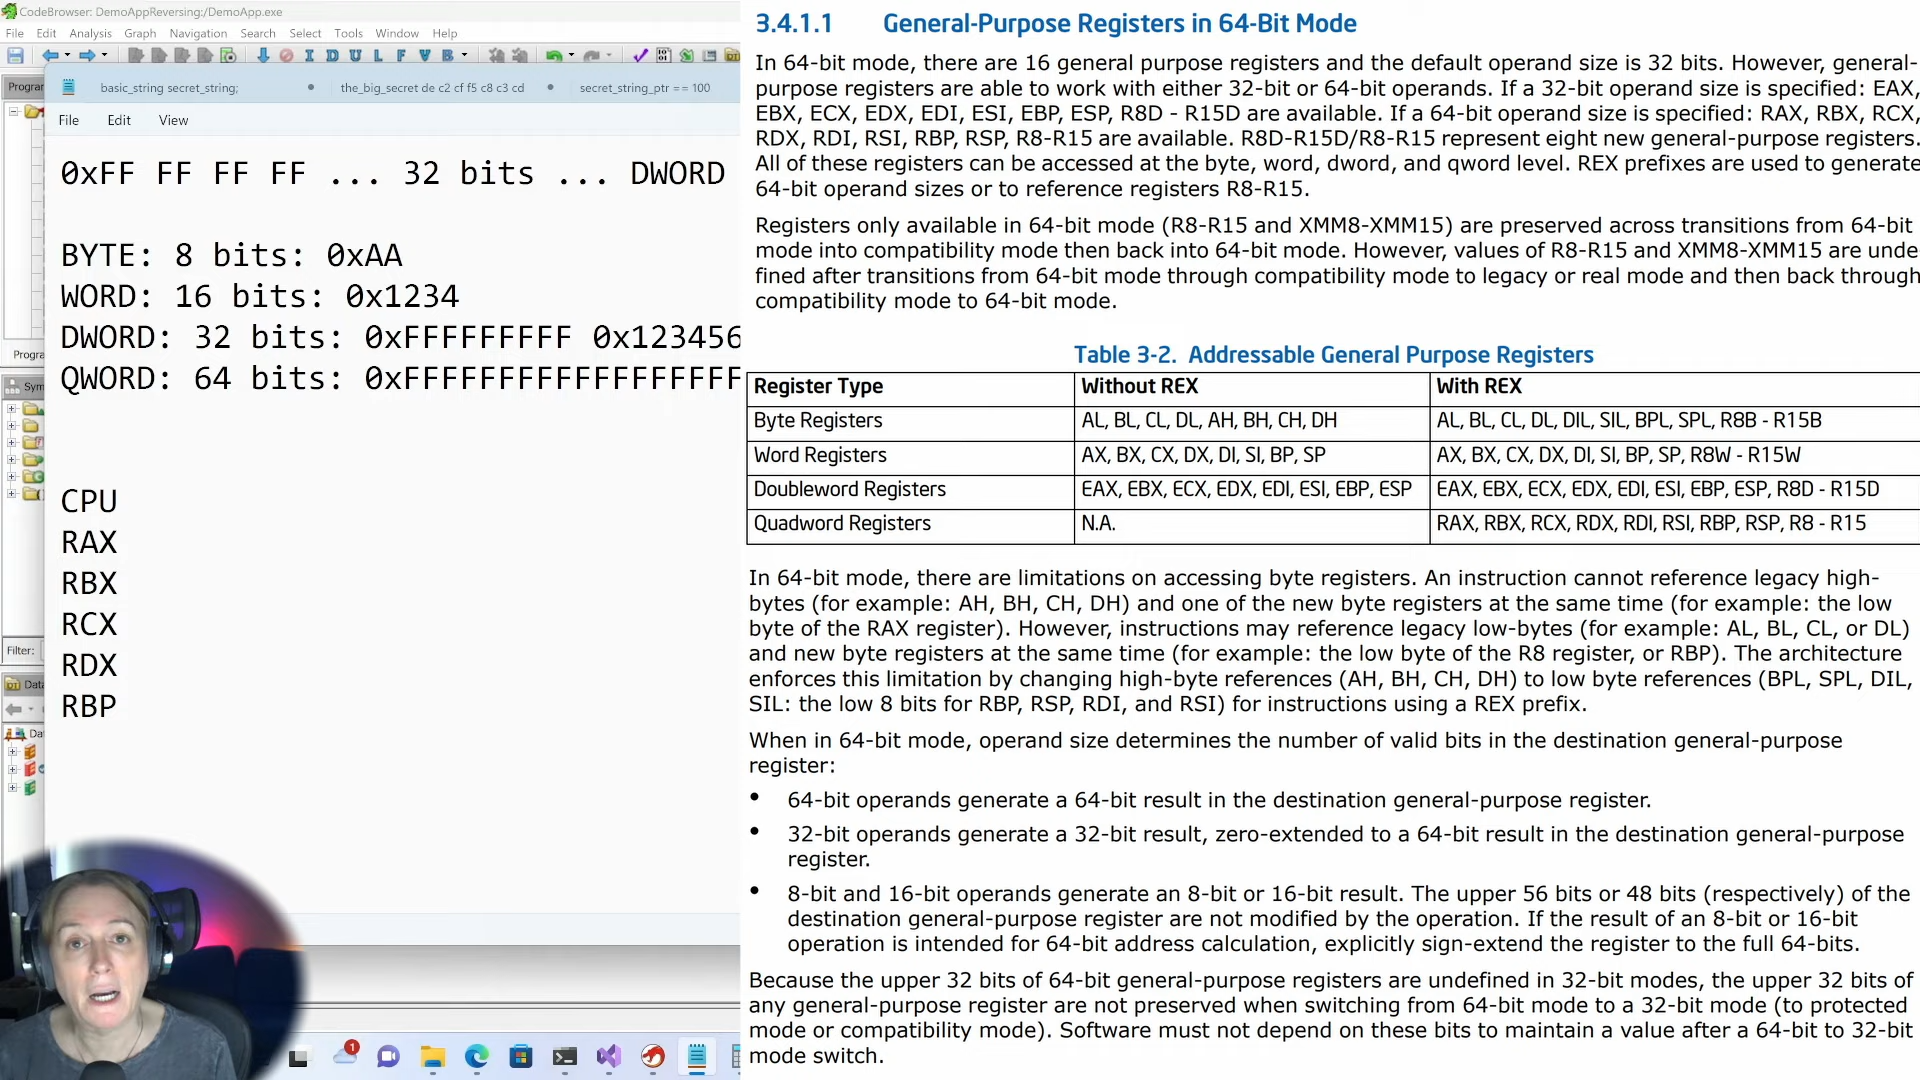 CodeBrowser: DemoAppReversing:/DemoApp.exe
File Edit Analysis Graph Navigation Search Select Tools Window Help
I D U L F V B
Progr
basic_string secret_string; the_big_secret de c2 cf f5 c8 c3 cd secret_string_ptr == 100
File Edit View
0xFF FF FF FF ... 32 bits ... DWORD
BYTE: 8 bits: 0xAA
WORD: 16 bits: 0x1234
DWORD: 32 bits: 0xFFFFFFFFF 0x123456
QWORD: 64 bits: 0xFFFFFFFFFFFFFFFFFF
Progra
Sym
CPU
RAX
RBX
RCX
RDX
RBP
Filter:
Data
Da
1
3.4.1.1 General-Purpose Registers in 64-Bit Mode
In 64-bit mode, there are 16 general purpose registers and the default operand size is 32 bits. However, general-
purpose registers are able to work with either 32-bit or 64-bit operands. If a 32-bit operand size is specified: EAX,
EBX, ECX, EDX, EDI, ESI, EBP, ESP, R8D - R15D are available. If a 64-bit operand size is specified: RAX, RBX, RCX,
RDX, RDI, RSI, RBP, RSP, R8-R15 are available. R8D-R15D/R8-R15 represent eight new general-purpose registers.
All of these registers can be accessed at the byte, word, dword, and qword level. REX prefixes are used to generate
64-bit operand sizes or to reference registers R8-R15.
Registers only available in 64-bit mode (R8-R15 and XMM8-XMM15) are preserved across transitions from 64-bit
mode into compatibility mode then back into 64-bit mode. However, values of R8-R15 and XMM8-XMM15 are unde-
fined after transitions from 64-bit mode through compatibility mode to legacy or real mode and then back through
compatibility mode to 64-bit mode.
Table 3-2. Addressable General Purpose Registers
Register Type Without REX With REX
Byte Registers AL, BL, CL, DL, AH, BH, CH, DH AL, BL, CL, DL, DIL, SIL, BPL, SPL, R8B - R15B
Word Registers AX, BX, CX, DX, DI, SI, BP, SP AX, BX, CX, DX, DI, SI, BP, SP, R8W - R15W
Doubleword Registers EAX, EBX, ECX, EDX, EDI, ESI, EBP, ESP EAX, EBX, ECX, EDX, EDI, ESI, EBP, ESP, R8D - R15D
Quadword Registers N.A. RAX, RBX, RCX, RDX, RDI, RSI, RBP, RSP, R8 - R15
In 64-bit mode, there are limitations on accessing byte registers. An instruction cannot reference legacy high-
bytes (for example: AH, BH, CH, DH) and one of the new byte registers at the same time (for example: the low
byte of the RAX register). However, instructions may reference legacy low-bytes (for example: AL, BL, CL, or DL)
and new byte registers at the same time (for example: the low byte of the R8 register, or RBP). The architecture
enforces this limitation by changing high-byte references (AH, BH, CH, DH) to low byte references (BPL, SPL, DIL,
SIL: the low 8 bits for RBP, RSP, RDI, and RSI) for instructions using a REX prefix.
When in 64-bit mode, operand size determines the number of valid bits in the destination general-purpose
register:
• 64-bit operands generate a 64-bit result in the destination general-purpose register.
• 32-bit operands generate a 32-bit result, zero-extended to a 64-bit result in the destination general-purpose
register.
• 8-bit and 16-bit operands generate an 8-bit or 16-bit result. The upper 56 bits or 48 bits (respectively) of the
destination general-purpose register are not modified by the operation. If the result of an 8-bit or 16-bit
operation is intended for 64-bit address calculation, explicitly sign-extend the register to the full 64-bits.
Because the upper 32 bits of 64-bit general-purpose registers are undefined in 32-bit modes, the upper 32 bits of
any general-purpose register are not preserved when switching from 64-bit mode to a 32-bit mode (to protected
mode or compatibility mode). Software must not depend on these bits to maintain a value after a 64-bit to 32-bit
mode switch.